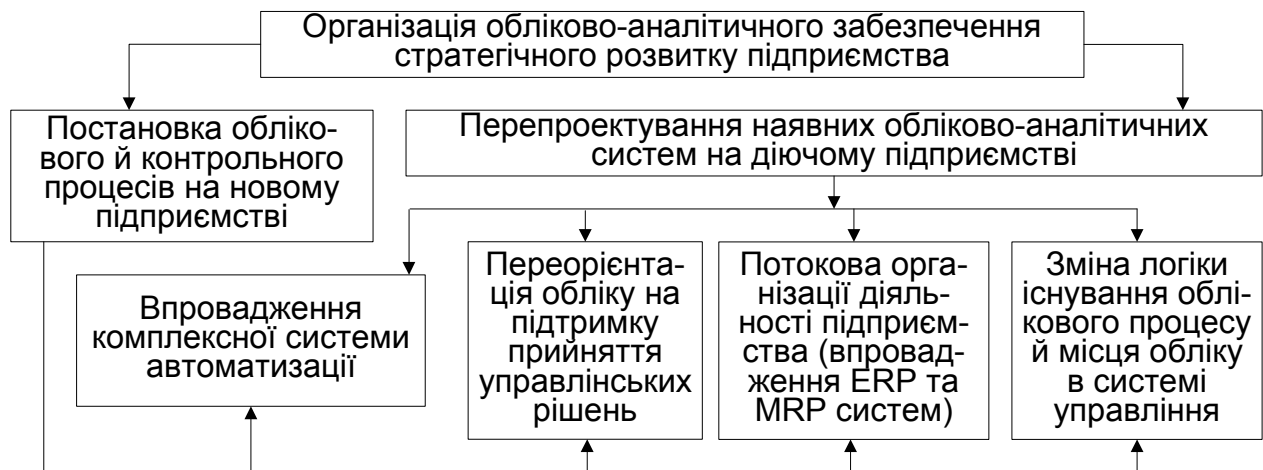 Організація обліково-аналітичного забезпечення
стратегічного розвитку підприємства
Постановка обліко-
вого й контрольного
процесів на новому
підприємстві
Перепроектування наявних обліково-аналітичних
систем на діючому підприємстві
Впровадження
комплексної системи
автоматизації
Переорієнта-
ція обліку на
підтримку
прийняття
управлінських
рішень
Потокова орга-
нізації діяль-
ності підприєм-
ства (впровад-
ження ERP та
MRP систем)
Зміна логіки
існування облі-
кового процесу
й місця обліку
в системі
управління